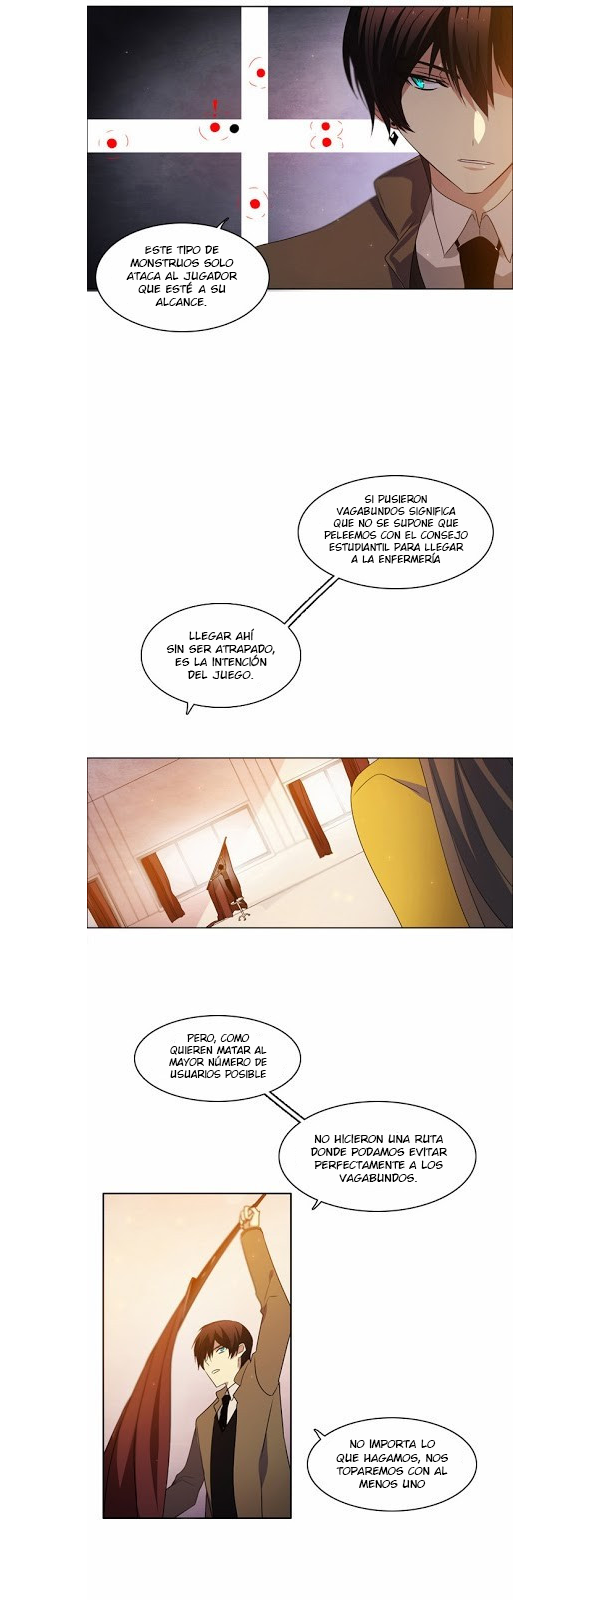 !
ESTE TIPO DE
MONSTRUOS SOLO
ATACA AL JUGADOR
QUE ESTÉ A SU
ALCANCE.
SI PUSIERON
VAGABUNDOS SIGNIFICA
QUE NO SE SUPONE QUE
PELEEMOS CON EL CONSEJO
ESTUDIANTIL PARA LLEGAR
A LA ENFERMERÍA
LLEGAR AHÍ
SIN SER ATRAPADO,
ES LA INTENCIÓN
DEL JUEGO.
PERO, COMO
QUIEREN MATAR AL
MAYOR NÚMERO DE
USUARIOS POSIBLE
NO HICIERON UNA RUTA
DONDE PODAMOS EVITAR
PERFECTAMENTE A LOS
VAGABUNDOS.
NO IMPORTA LO
QUE HAGAMOS, NOS
TOPAREMOS CON AL
MENOS UNO